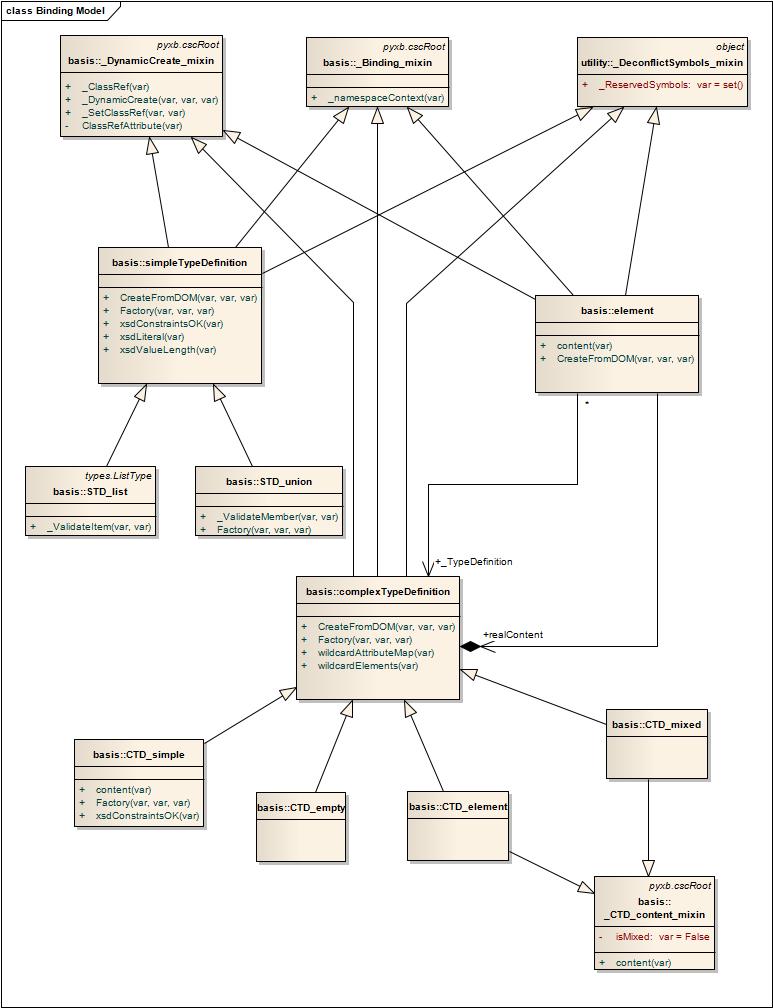 class Binding Model
pyxb.cscRoot
basis::_DynamicCreate_mixin
+ _ClassRef(var)
+ _DynamicCreate(var, var, var)
+ _SetClassRef(var, var)
- ClassRefAttribute(var)
pyxb.cscRoot
basis::_Binding_mixin
+ _namespaceContext(var)
object
utility::_DeconflictSymbols_mixin
+ _ReservedSymbols: var = set()
basis::simpleTypeDefinition
+ CreateFromDOM(var, var, var)
+ Factory(var, var, var)
+ xsdConstraintsOK(var)
+ xsdLiteral(var)
+ xsdValueLength(var)
basis::element
+ content(var)
+ CreateFromDOM(var, var, var)
*
types.ListType
basis::STD_list
+ _ValidateItem(var, var)
basis::STD_union
+ _ValidateMember(var, var)
+ Factory(var, var, var)
+_TypeDefinition
basis::complexTypeDefinition
+ CreateFromDOM(var, var, var)
+ Factory(var, var, var)
+ wildcardAttributeMap(var)
+ wildcardElements(var)
+realContent
basis::CTD_simple
+ content(var)
+ Factory(var, var, var)
+ xsdConstraintsOK(var)
basis::CTD_empty
basis::CTD_element
basis::CTD_mixed
pyxb.cscRoot
basis::
_CTD_content_mixin
- isMixed: var = False
+ content(var)